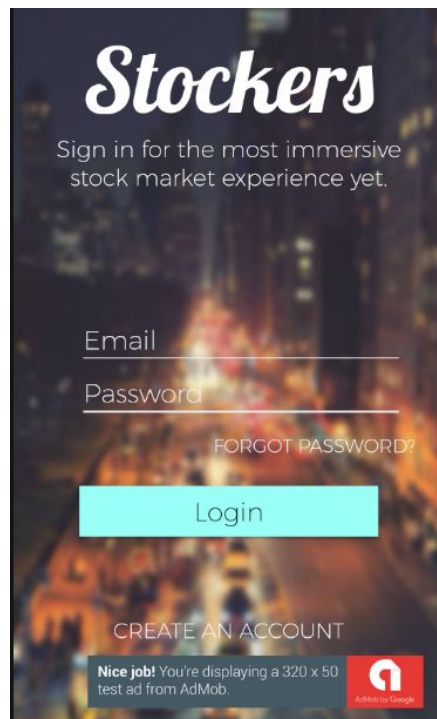 Stockers
Sign in for the most immersive
stock market experience yet.
Email
Password
FORGOT PASSWORD?
Login
CREATE AN ACCOUNT
Nice job! You're displaying a 320 x 50
test ad from AdMob.
AdMob by Google